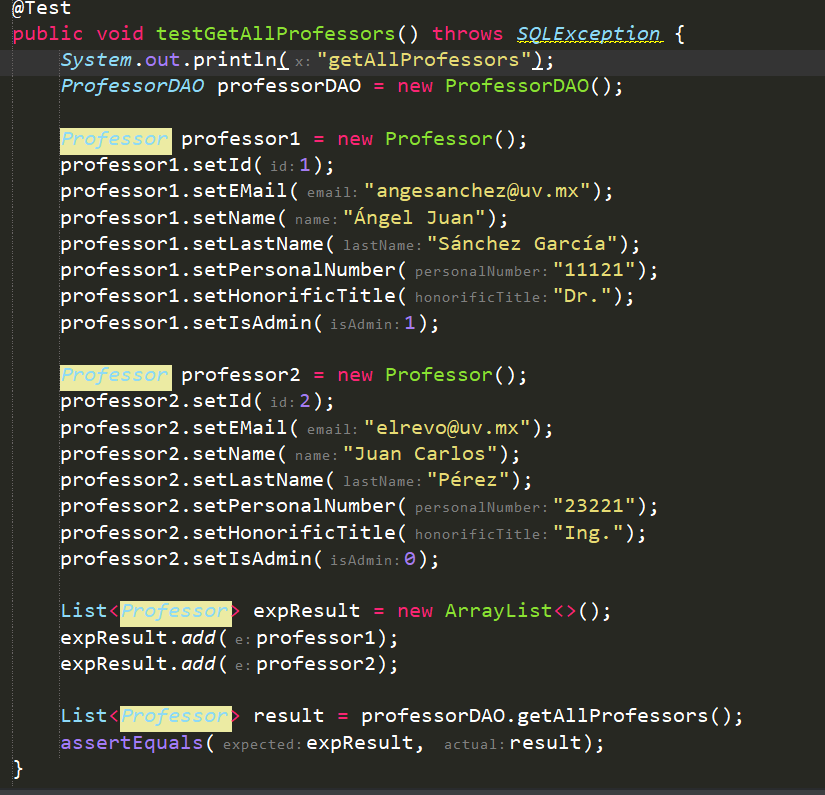 @Test
public void testGetAllProfessors() throws SQLException {
System.out.println( x: "getAllProfessors");
ProfessorDAO professorDAO = new ProfessorDAO();
Professor professor1 = new Professor();
professor1.setId( id: 1);
professor1.setEMail( email: "angesanchez@uv.mx");
professor1.setName( name: "Ángel Juan");
professor1.setLastName( lastName: "Sánchez García");
professor1.setPersonalNumber( personalNumber: "11121");
professor1.setHonorificTitle( honorificTitle: "Dr.");
professor1.setIsAdmin( isAdmin: 1);
Professor professor2 = new Professor();
professor2.setId( id: 2);
professor2.setEMail( email: "elrevo@uv.mx");
professor2.setName( name: "Juan Carlos");
professor2.setLastName( lastName: "Pérez");
professor2.setPersonalNumber( personalNumber: "23221");
professor2.setHonorificTitle( honorificTitle: "Ing.");
professor2.setIsAdmin( isAdmin: 0);
List<Professor> expResult = new ArrayList<>();
expResult.add( e: professor1);
expResult.add( e: professor2);
List<Professor> result = professorDAO.getAllProfessors();
assertEquals( expected: expResult, actual: result);
}